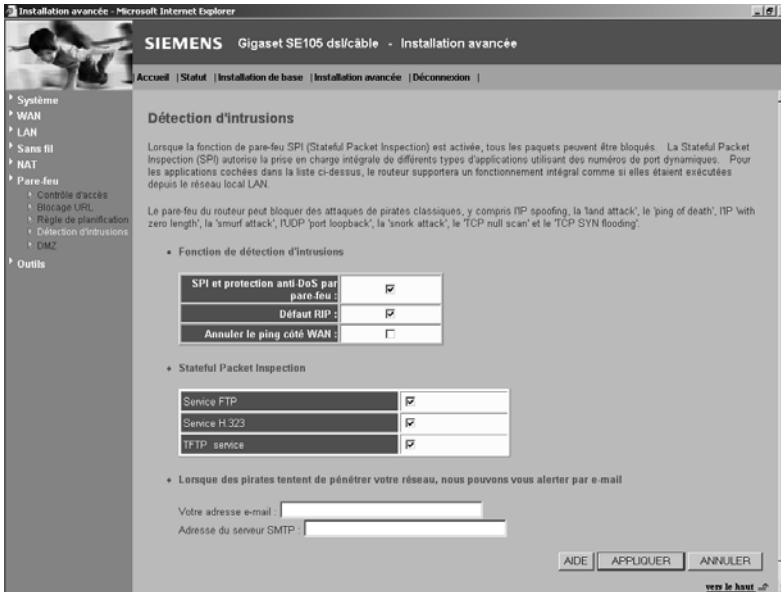 Installation avancée - Microsoft Internet Explorer
SIEMENS Gigaset SE105 dsl/câble - Installation avancée
Accueil | Statut | Installation de base | Installation avancée | Déconnexion |
Système
WAN
LAN
Sans fil
NAT
Pare-feu
Contrôle d'accès
Blocage URL
Règle de planification
Détection d'intrusions
DMZ
Outils
Détection d'intrusions
Lorsque la fonction de pare-feu SPI (Stateful Packet Inspection) est activée, tous les paquets peuvent être bloqués. La Stateful Packet
Inspection (SPI) autorise la prise en charge intégrale de différents types d'applications utilisant des numéros de port dynamiques. Pour
les applications cochées dans la liste ci-dessus, le routeur supportera un fonctionnement intégral comme si elles étaient exécutées
depuis le réseau local LAN.
Le pare-feu du routeur peut bloquer des attaques de pirates classiques, y compris l'IP spoofing, la 'land attack', le 'ping of death', l'IP 'with
zero length', la 'smurf attack', l'UDP 'port loopback', la 'snork attack', le 'TCP null scan' et le 'TCP SYN flooding'.
Fonction de détection d'intrusions
SPI et protection anti-DoS par
pare-feu :
Défaut RIP :
Annuler le ping côté WAN :
Stateful Packet Inspection
Service FTP
Service H.323
TFTP service
Lorsque des pirates tentent de pénétrer votre réseau, nous pouvons vous alerter par e-mail
Votre adresse e-mail :
Adresse du serveur SMTP :
AIDE APPLIQUER ANNULER
vers le haut